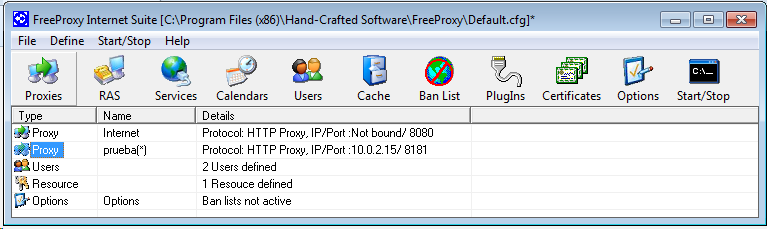 FreeProxy Internet Suite [C:\Program Files (x86)\Hand-Crafted Software\FreeProxy\Default.cfg]*
File Define Start/Stop Help
Proxies RAS Services Calendars Users Cache Ban List PlugIns Certificates Options Start/Stop
Type Name Details
Proxy Internet Protocol: HTTP Proxy, IP/Port :Not bound/ 8080
Proxy prueba(*) Protocol: HTTP Proxy, IP/Port :10.0.2.15/ 8181
Users 2 Users defined
Resource 1 Resouce defined
Options Options Ban lists not active